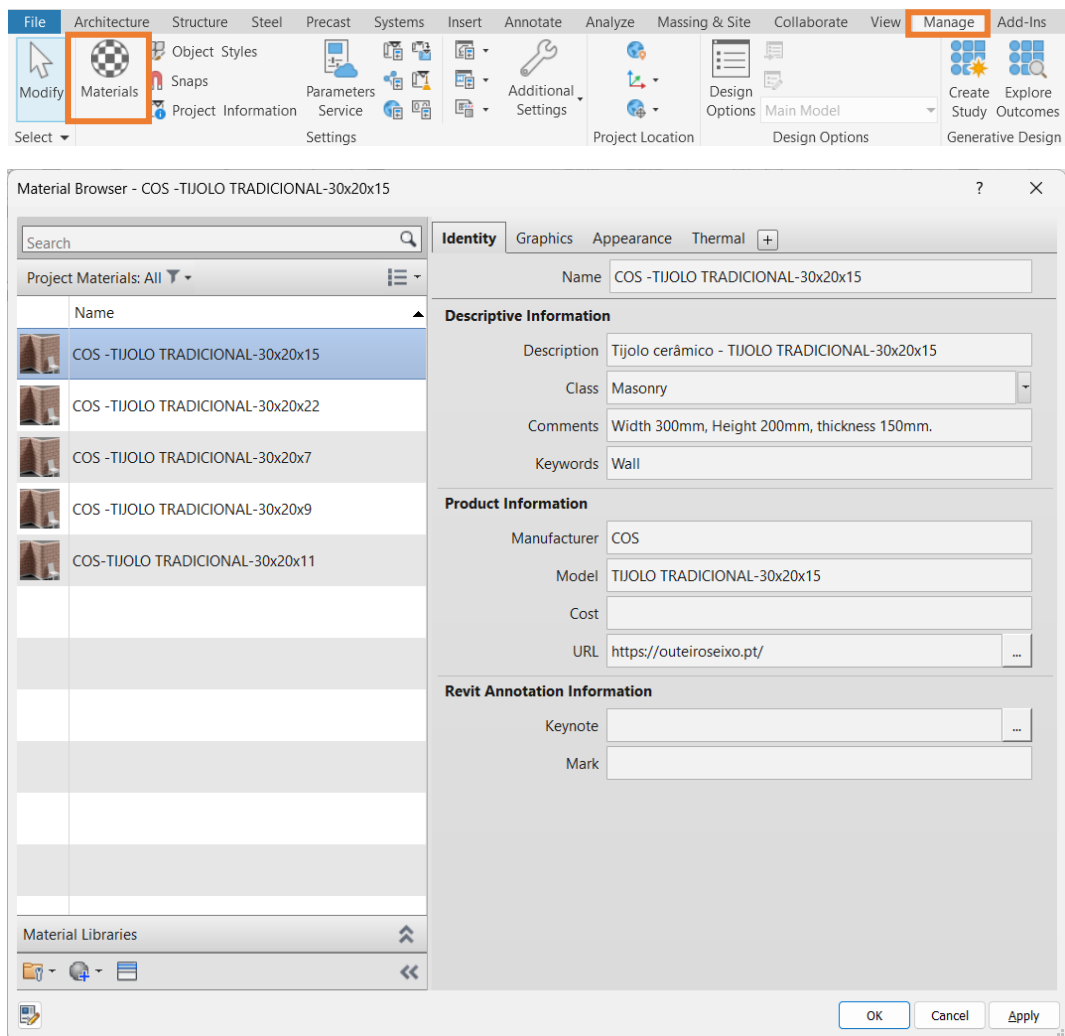 File Architecture Structure Steel Precast Systems Insert Annotate Analyze Massing & Site Collaborate View Manage Add-Ins
Modify
Materials
Object Styles
Snaps
Project Information
Parameters
Service
Additional
Settings
Design
Options
Main Model
Create
Study
Explore
Outcomes
Select
Settings
Project Location
Design Options
Generative Design
Material Browser - COS -TIJOLO TRADICIONAL-30x20x15
?
Search
Project Materials: All
Name
COS -TIJOLO TRADICIONAL-30x20x15
COS -TIJOLO TRADICIONAL-30x20x22
COS -TIJOLO TRADICIONAL-30x20x7
COS -TIJOLO TRADICIONAL-30x20x9
COS-TIJOLO TRADICIONAL-30x20x11
Material Libraries
Identity Graphics Appearance Thermal +
Name COS -TIJOLO TRADICIONAL-30x20x15
Descriptive Information
Description Tijolo cerâmico - TIJOLO TRADICIONAL-30x20x15
Class Masonry
Comments Width 300mm, Height 200mm, thickness 150mm.
Keywords Wall
Product Information
Manufacturer COS
Model TIJOLO TRADICIONAL-30x20x15
Cost
URL https://outeiroseixo.pt/ ...
Revit Annotation Information
Keynote ...
Mark
OK Cancel Apply